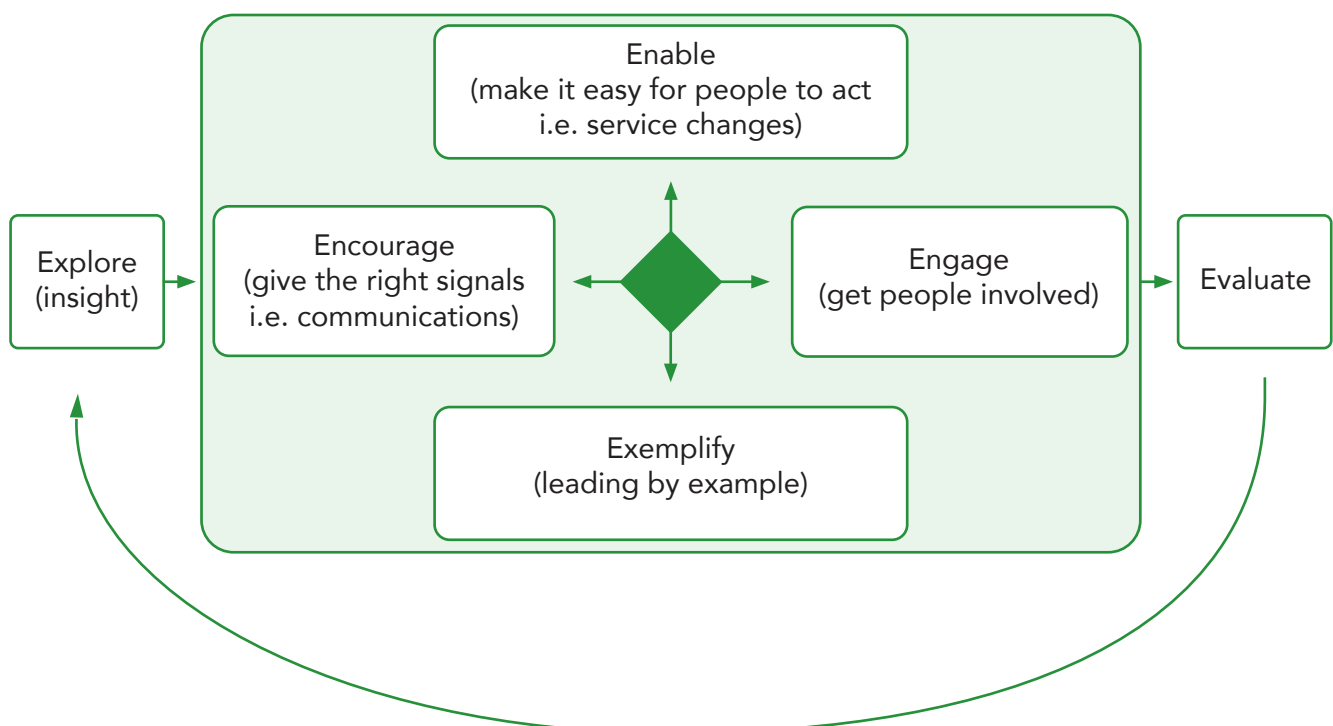 Enable
(make it easy for people to act
i.e. service changes)
Explore
(insight)
Encourage
(give the right signals
i.e. communications)
Engage
(get people involved)
Evaluate
Exemplify
(leading by example)